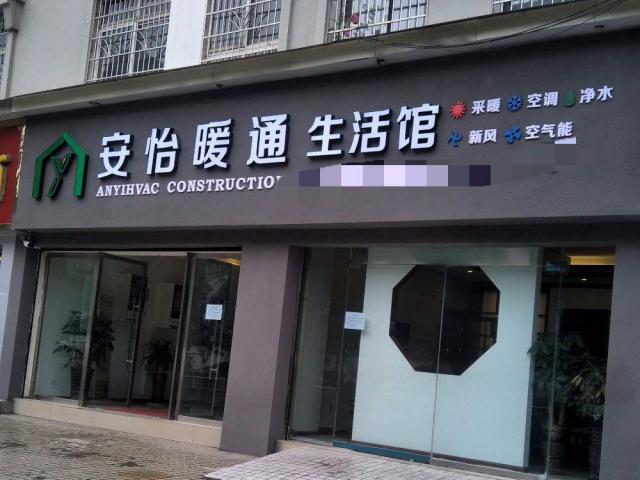 安怡暖通 生活馆
ANYIHVAC CONSTRUCTION
采暖 空调 净水
新风 空气能